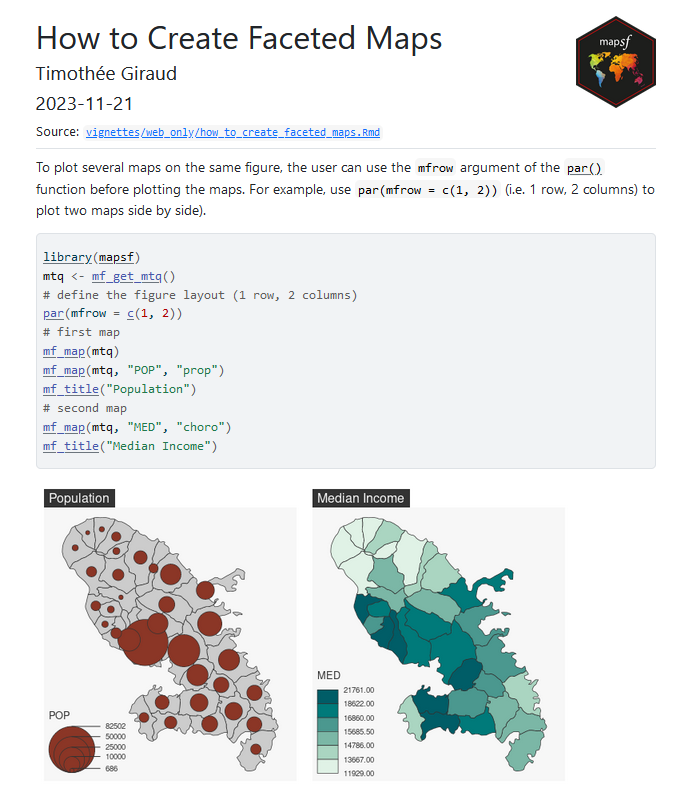 How to Create Faceted Maps
mapsf
Timothée Giraud
2023-11-21
Source: vignettes/web_only/how_to_create_faceted_maps.Rmd
To plot several maps on the same figure, the user can use the mfrow argument of the par()
function before plotting the maps. For example, use par(mfrow = c(1, 2)) (i.e. 1 row, 2 columns) to
plot two maps side by side).
library(mapsf)
mtq <- mf_get_mtq()
# define the figure layout (1 row, 2 columns)
par(mfrow = c(1, 2))
# first map
mf_map(mtq)
mf_map(mtq, "POP", "prop")
mf_title("Population")
# second map
mf_map(mtq, "MED", "choro")
mf_title("Median Income")
Population
POP
82502
50000
25000
10000
686
Median Income
MED
21761.00
18622.00
16860.00
15685.50
14786.00
13667.00
11929.00